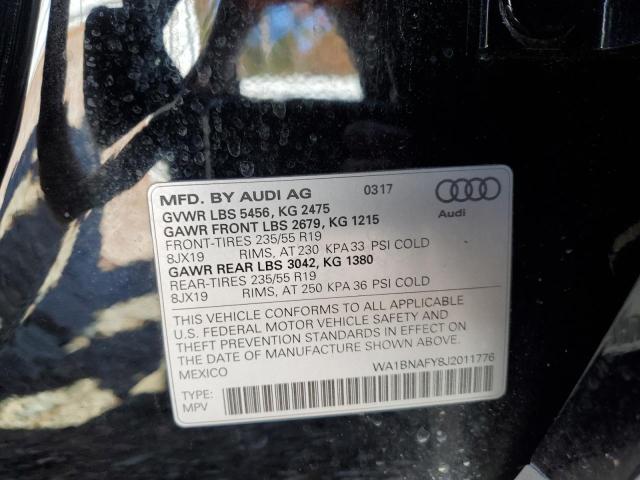 MFD. BY AUDI AG 0317
GVWR LBS 5456, KG 2475
GAWR FRONT LBS 2679, KG 1215
FRONT-TIRES 235/55 R19
8JX19 RIMS, AT 230 KPA 33 PSI COLD
GAWR REAR LBS 3042, KG 1380
REAR-TIRES 235/55 R19
8JX19 RIMS, AT 250 KPA 36 PSI COLD
Audi
THIS VEHICLE CONFORMS TO ALL APPLICABLE
U.S. FEDERAL MOTOR VEHICLE SAFETY AND
THEFT PREVENTION STANDARDS IN EFFECT ON
THE DATE OF MANUFACTURE SHOWN ABOVE.
MEXICO
WA1BNAFY8J2011776
TYPE:
MPV